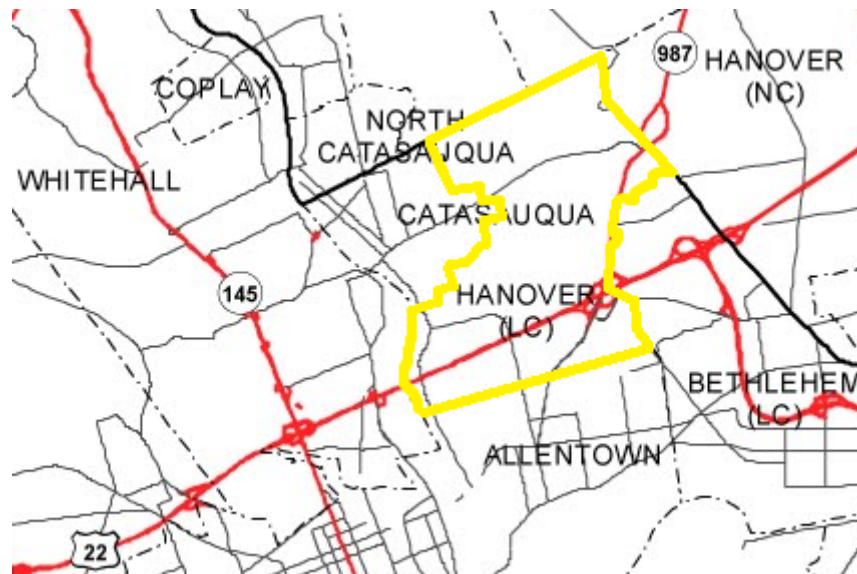 987
HANOVER
(NC)
COPLAY
NORTH
CATASAUQUA
WHITEHALL
CATASAUQUA
145
HANOVER
(LC)
BETHLEHEM
(LC)
ALLENTOWN
22